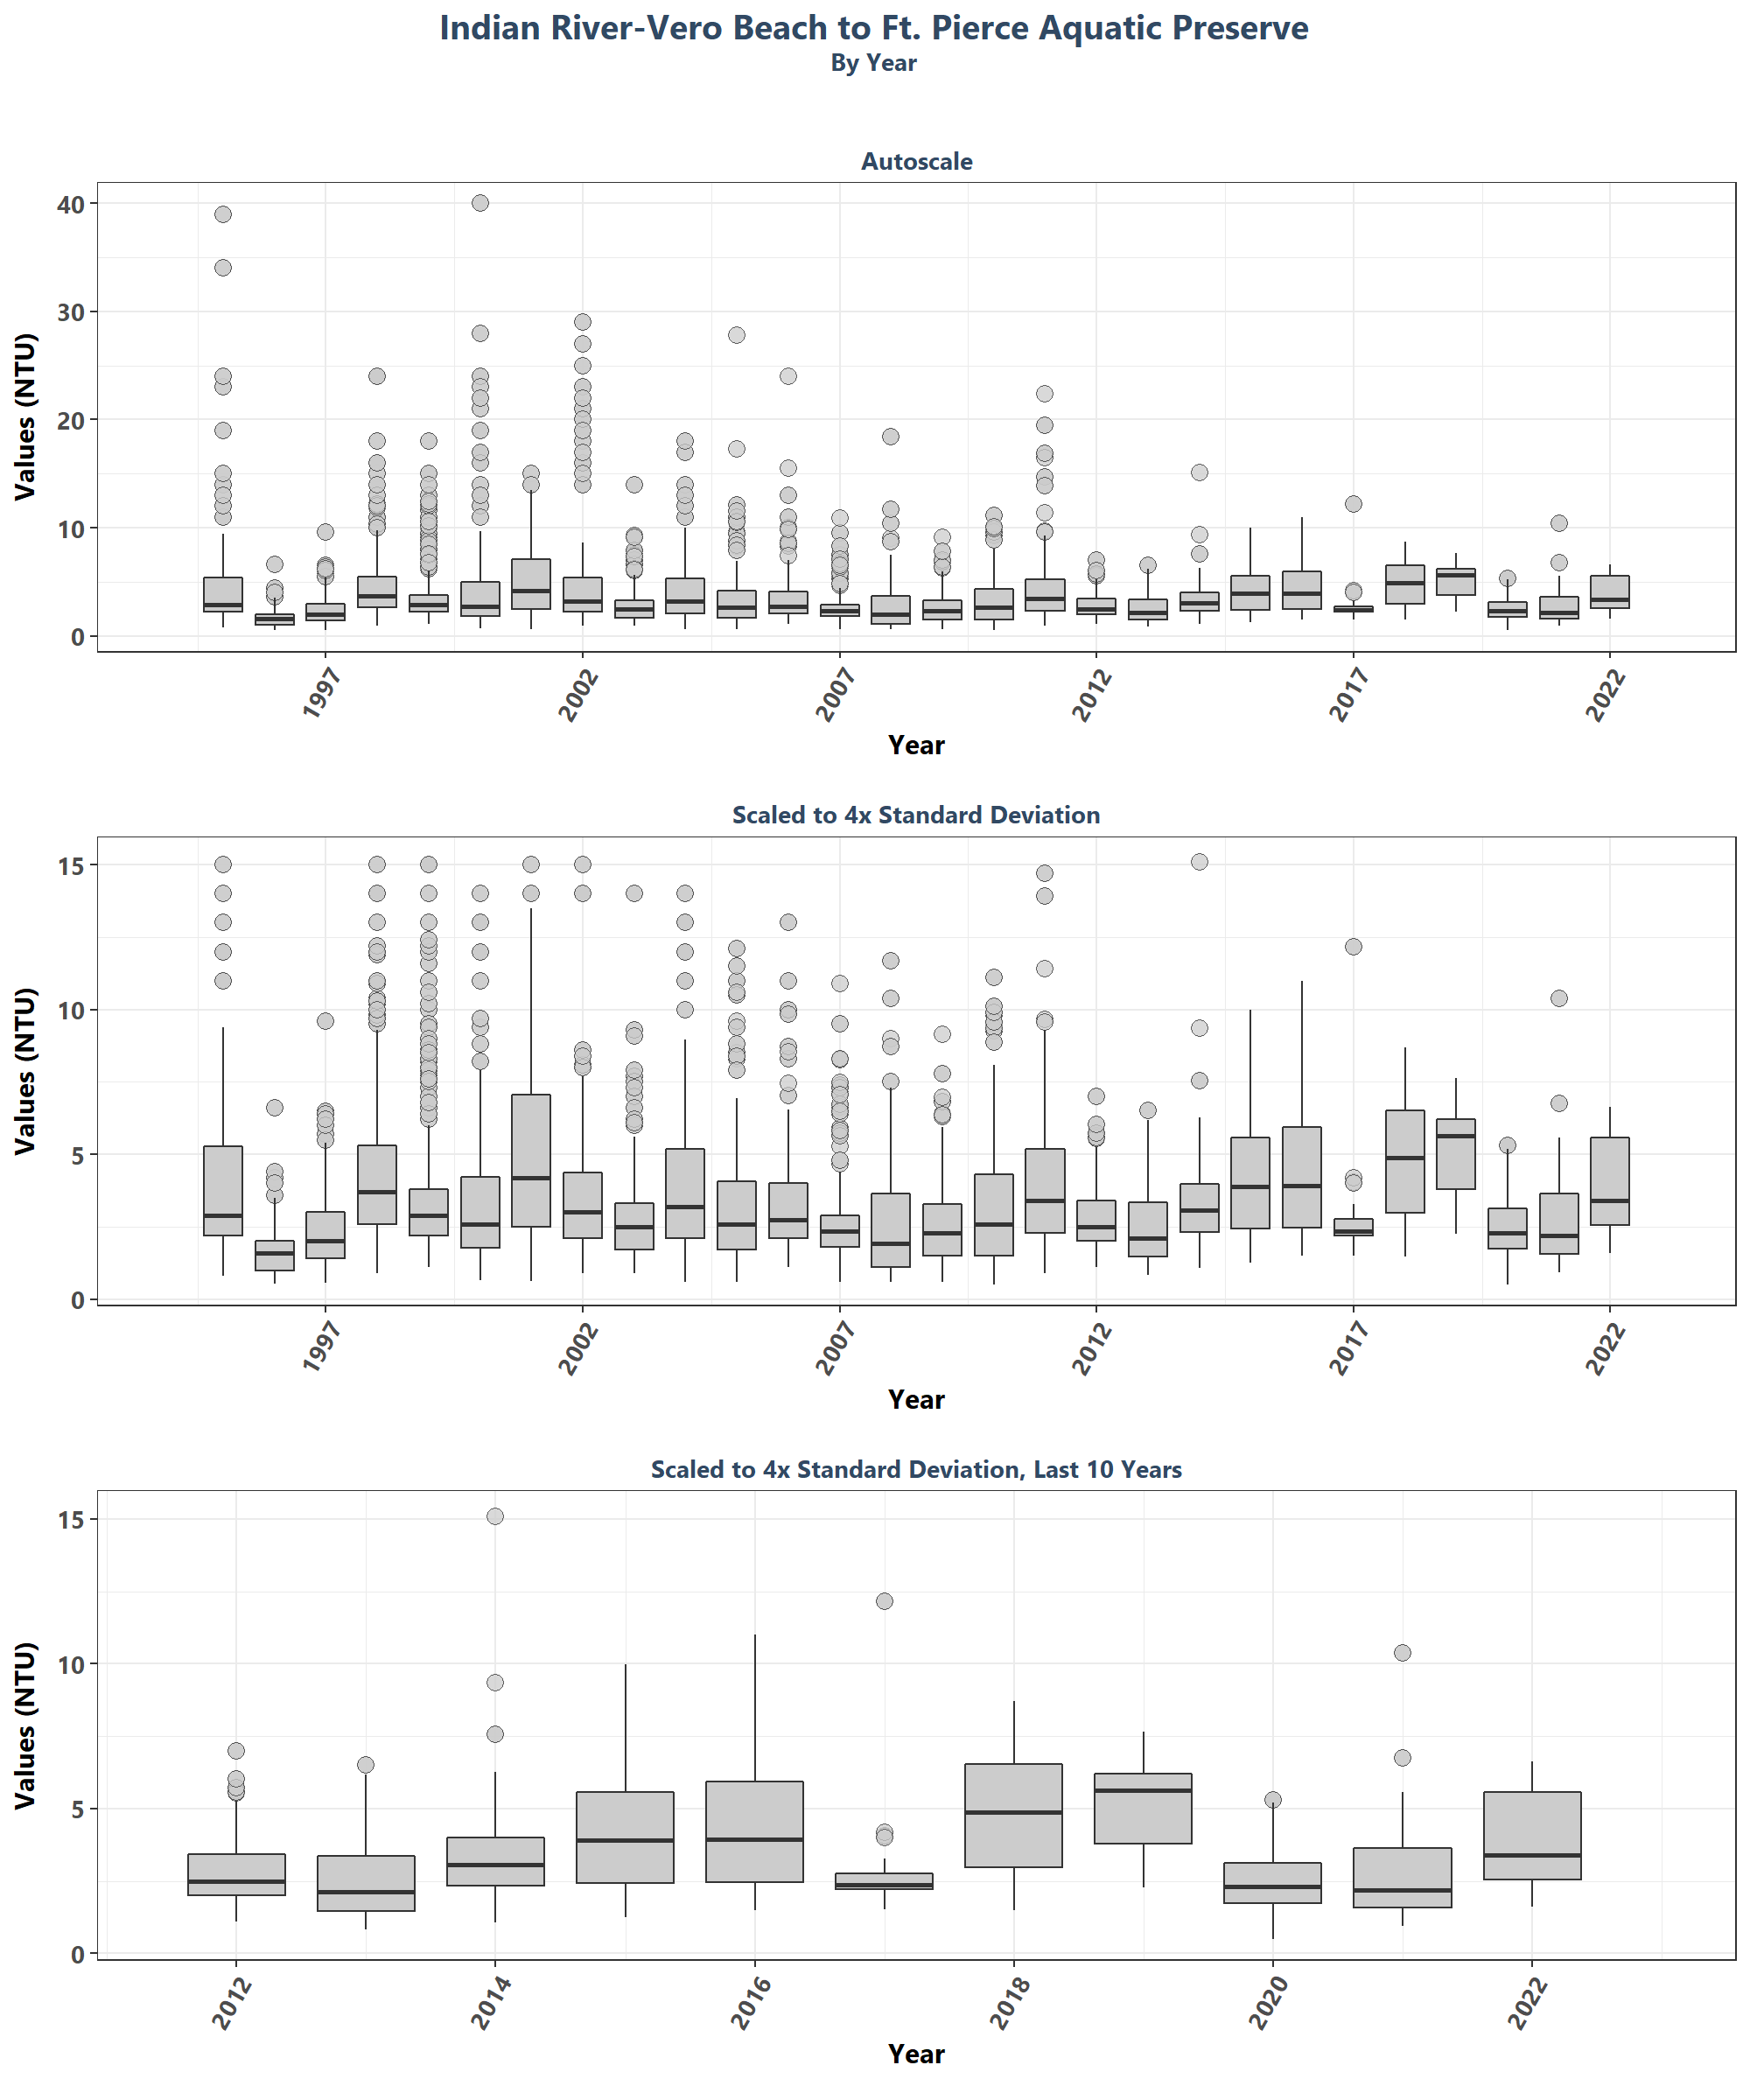 Indian River-Vero Beach to Ft. Pierce Aquatic Preserve
By Year
Autoscale
Values (NTU)
40
30
20
10
0
1997
2002
2007
2012
2017
2022
Year
Scaled to 4x Standard Deviation
Values (NTU)
15
10
5
0
1997
2002
2007
2012
2017
2022
Year
Scaled to 4x Standard Deviation, Last 10 Years
Values (NTU)
15
10
5
0
2012
2014
2016
2018
2020
2022
Year